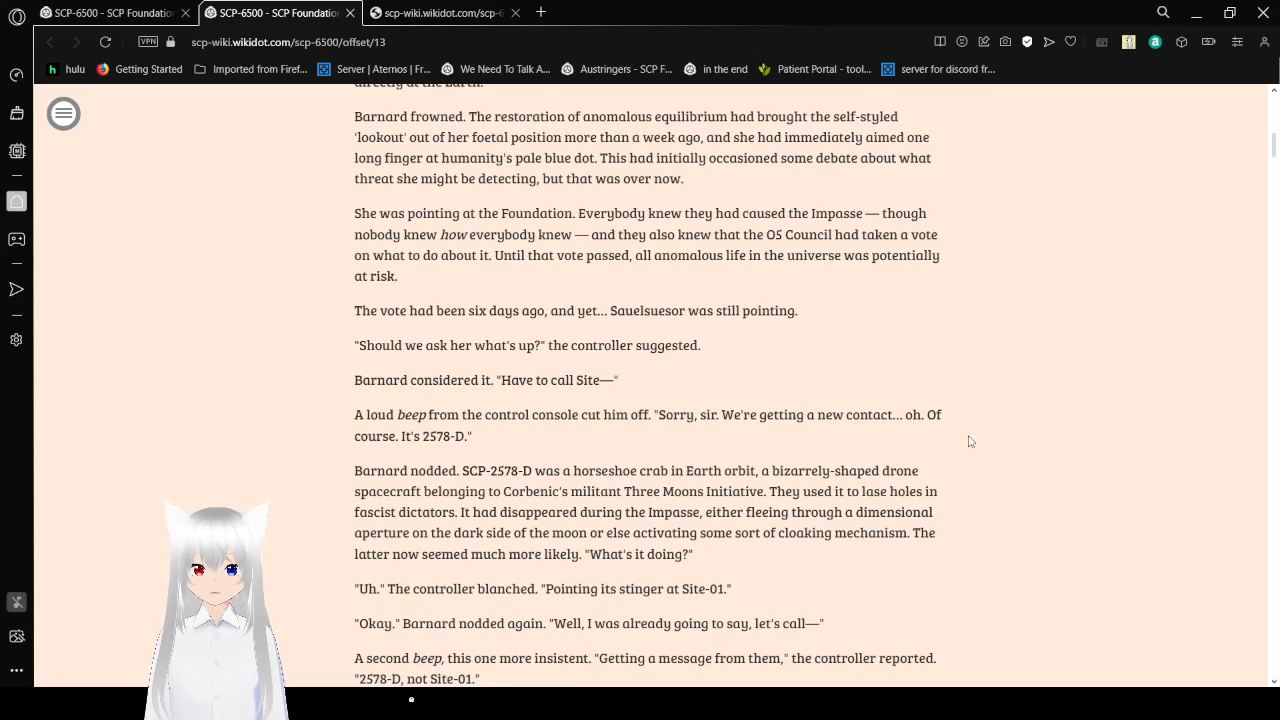 SCP-6500 - SCP Foundation
SCP-6500 - SCP Foundation
scp-wiki.wikidot.com/scp-6
VPN
scp-wiki.wikidot.com/scp-6500/offset/13
hulu
Getting Started
Imported from Firef...
Server | Aternos | Fr...
We Need To Talk A...
Austringers - SCP F...
in the end
Patient Portal - tool...
server for discord fr...
directly at the Earth.
Barnard frowned. The restoration of anomalous equilibrium had brought the self-styled
'lookout' out of her foetal position more than a week ago, and she had immediately aimed one
long finger at humanity's pale blue dot. This had initially occasioned some debate about what
threat she might be detecting, but that was over now.
She was pointing at the Foundation. Everybody knew they had caused the Impasse — though
nobody knew how everybody knew — and they also knew that the O5 Council had taken a vote
on what to do about it. Until that vote passed, all anomalous life in the universe was potentially
at risk.
The vote had been six days ago, and yet... Sauelsuesor was still pointing.
"Should we ask her what's up?" the controller suggested.
Barnard considered it. "Have to call Site—"
A loud beep from the control console cut him off. "Sorry, sir. We're getting a new contact... oh. Of
course. It's 2578-D."
Barnard nodded. SCP-2578-D was a horseshoe crab in Earth orbit, a bizarrely-shaped drone
spacecraft belonging to Corbenic's militant Three Moons Initiative. They used it to lase holes in
fascist dictators. It had disappeared during the Impasse, either fleeing through a dimensional
aperture on the dark side of the moon or else activating some sort of cloaking mechanism. The
latter now seemed much more likely. "What's it doing?"
"Uh." The controller blanched. "Pointing its stinger at Site-01."
"Okay." Barnard nodded again. "Well, I was already going to say, let's call—"
A second beep, this one more insistent. "Getting a message from them," the controller reported.
"2578-D, not Site-01."